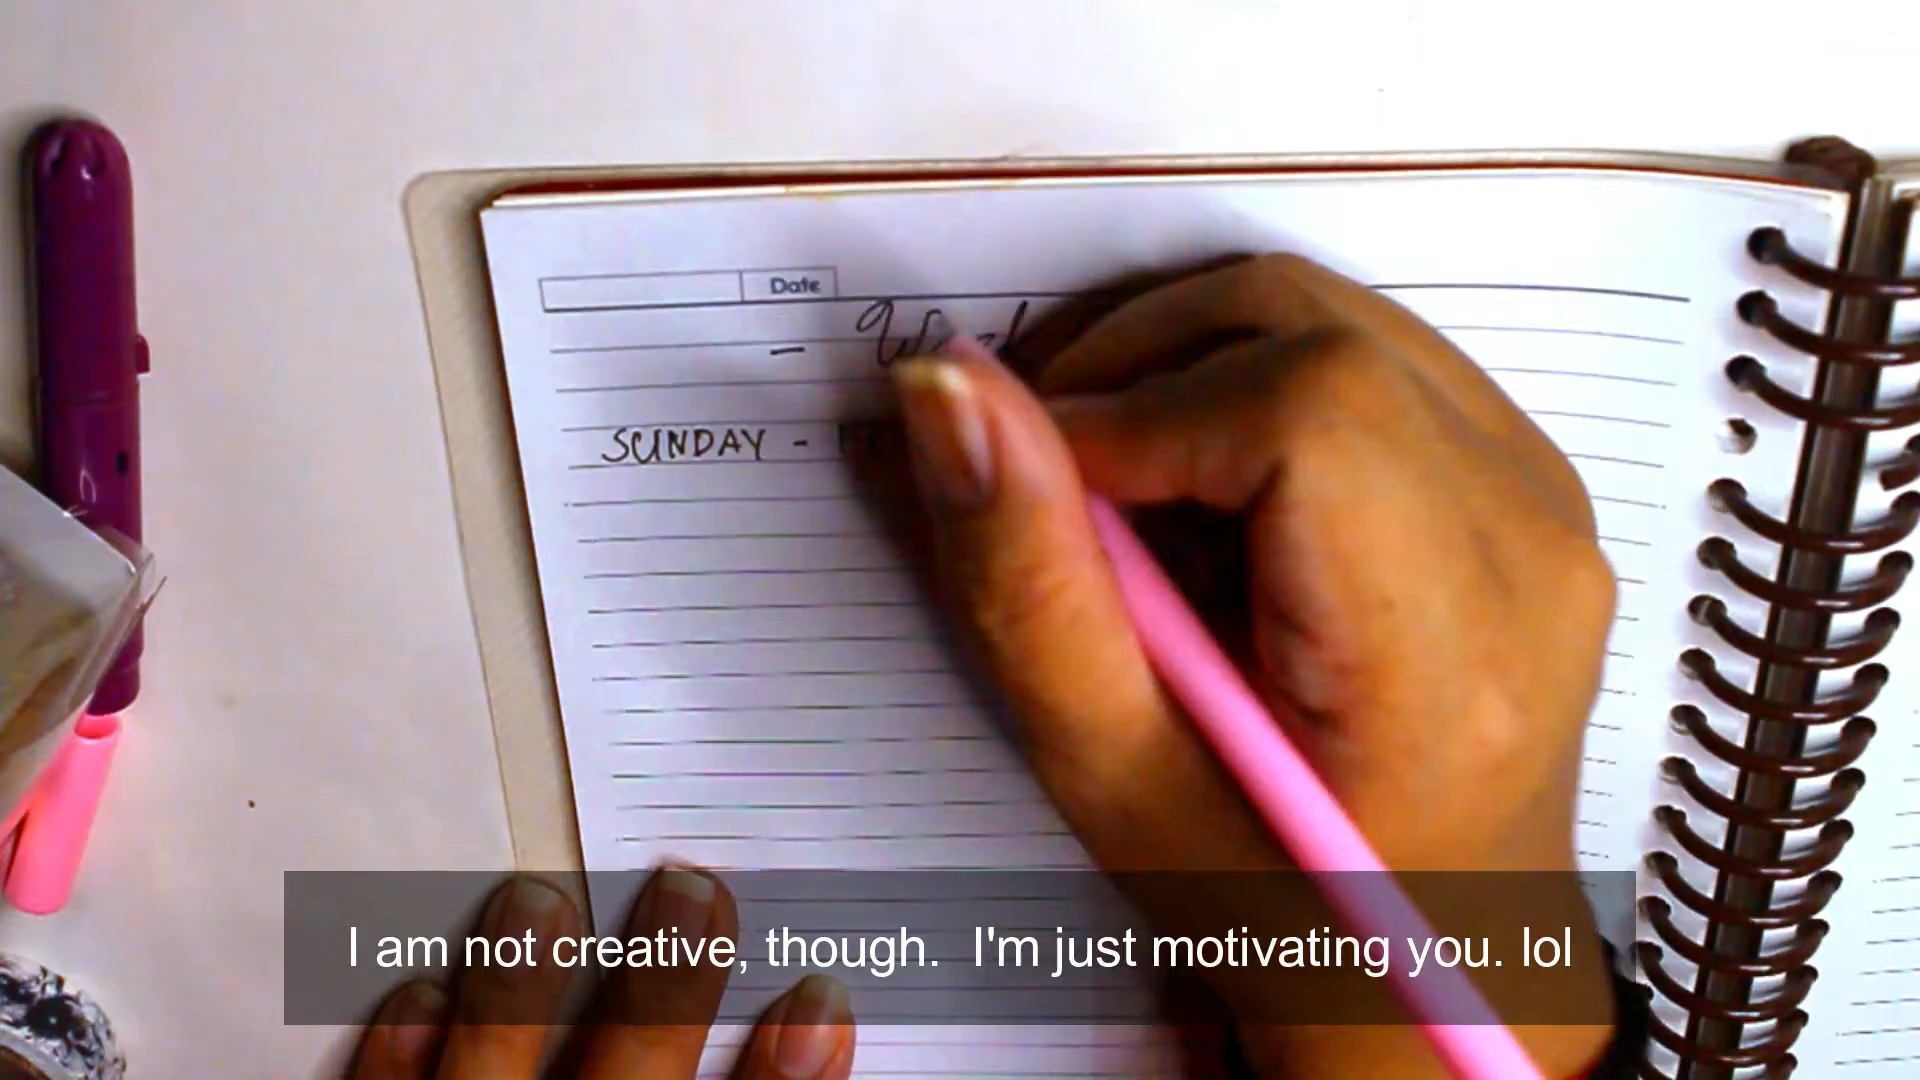 Date
-
SUNDAY -
I am not creative, though.  I'm just motivating you. lol